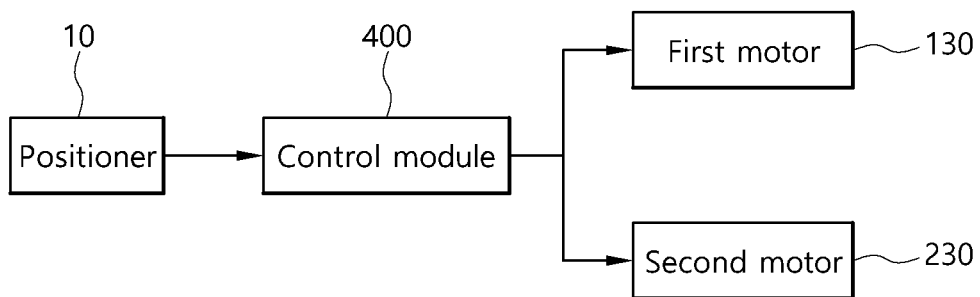 10
400
First motor
130
Positioner
Control module
Second motor
230